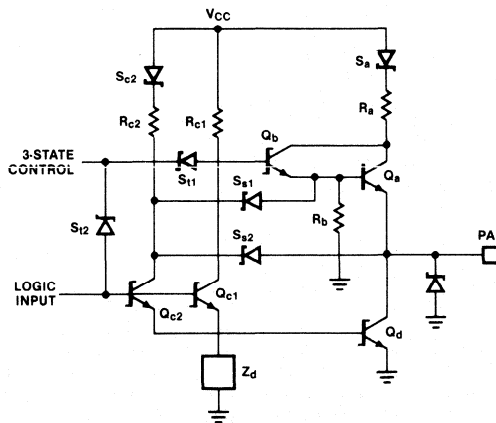 VCC
Sc2
Sa
Rc2
Rc1
Ra
Qb
3-STATE
CONTROL
St1
Qa
Ss1
St2
Rb
Ss2
PA
LOGIC
INPUT
Qc2
Qc1
Qd
Zd